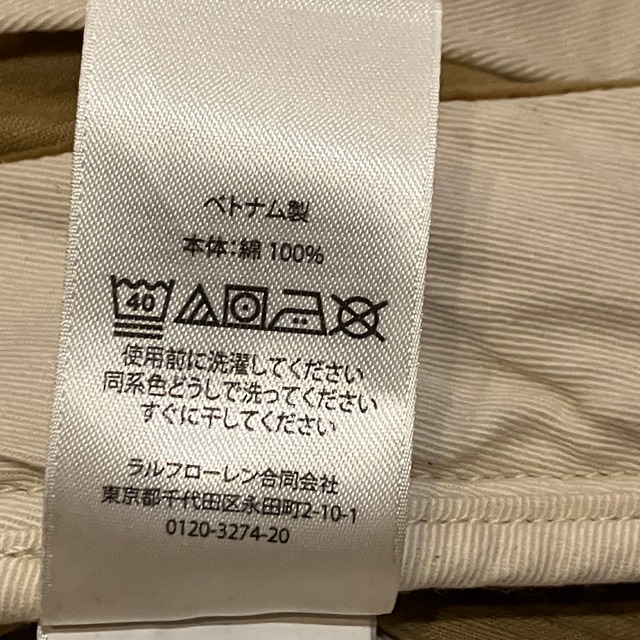 ベトナム製
本体：綿 100%
40
使用前に洗濯してください
同系色どうしで洗ってください
すぐに干してください
ラルフローレン合同会社
東京都千代田区永田町2-10-1
0120-3274-20